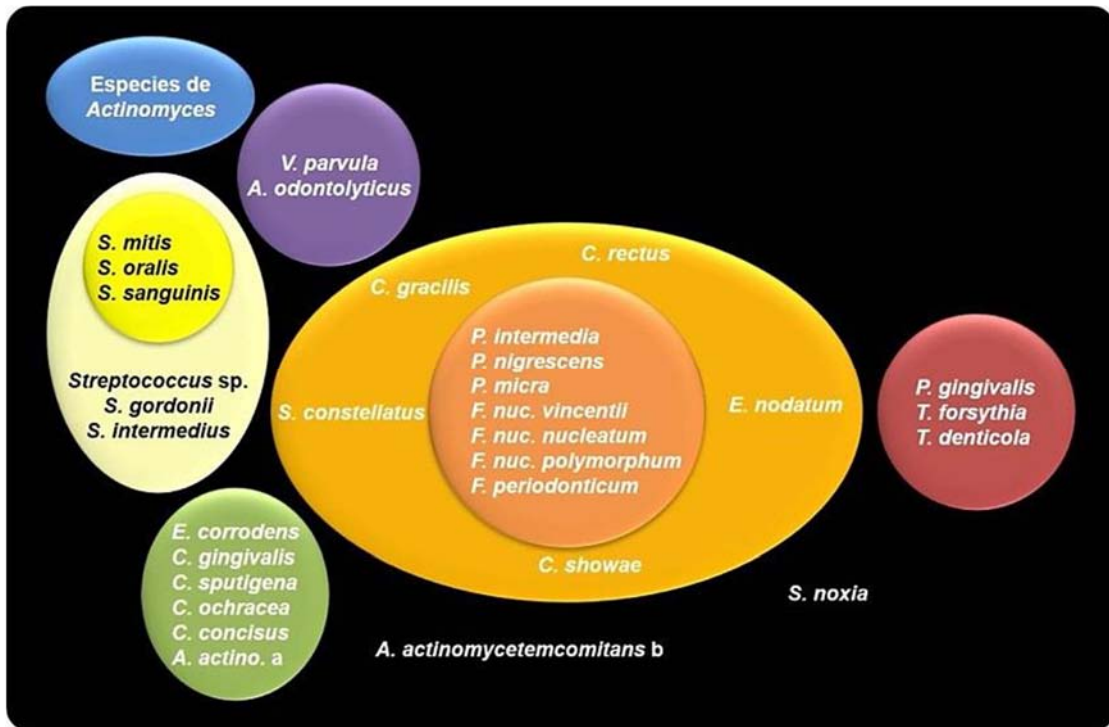 Especies de
Actinomyces
V. parvula
A. odontolyticus
S. mitis
S. oralis
S. sanguinis
Streptococcus sp.
S. gordonii
S. intermedius
C. rectus
C. gracilis
S. constellatus
P. intermedia
P. nigrescens
P. micra
F. nuc. vincentii
F. nuc. nucleatum
F. nuc. polymorphum
F. periodonticum
E. nodatum
C. showae
P. gingivalis
T. forsythia
T. denticola
E. corrodens
C. gingivalis
C. sputigena
C. ochracea
C. concisus
A. actino. a
S. noxia
A. actinomycetemcomitans b